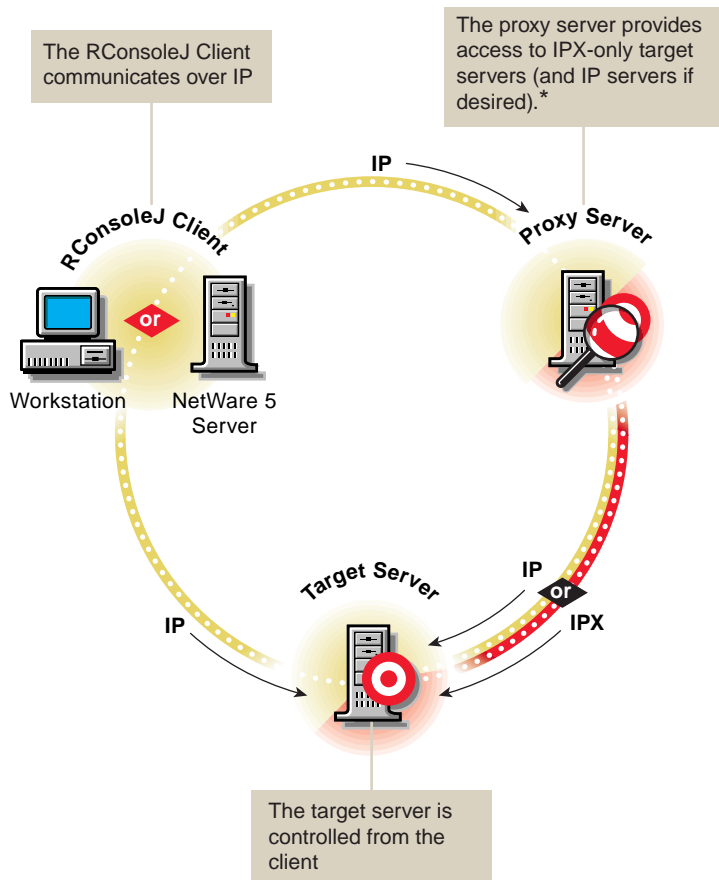 The RConsoleJ Client
communicates over IP
The proxy server provides
access to IPX-only target
servers (and IP servers if
desired).*
IP
RConsoleJ Client
Proxy Server
or
Workstation
NetWare 5
Server
Target Server
IP
or
IPX
IP
The target server is
controlled from the
client